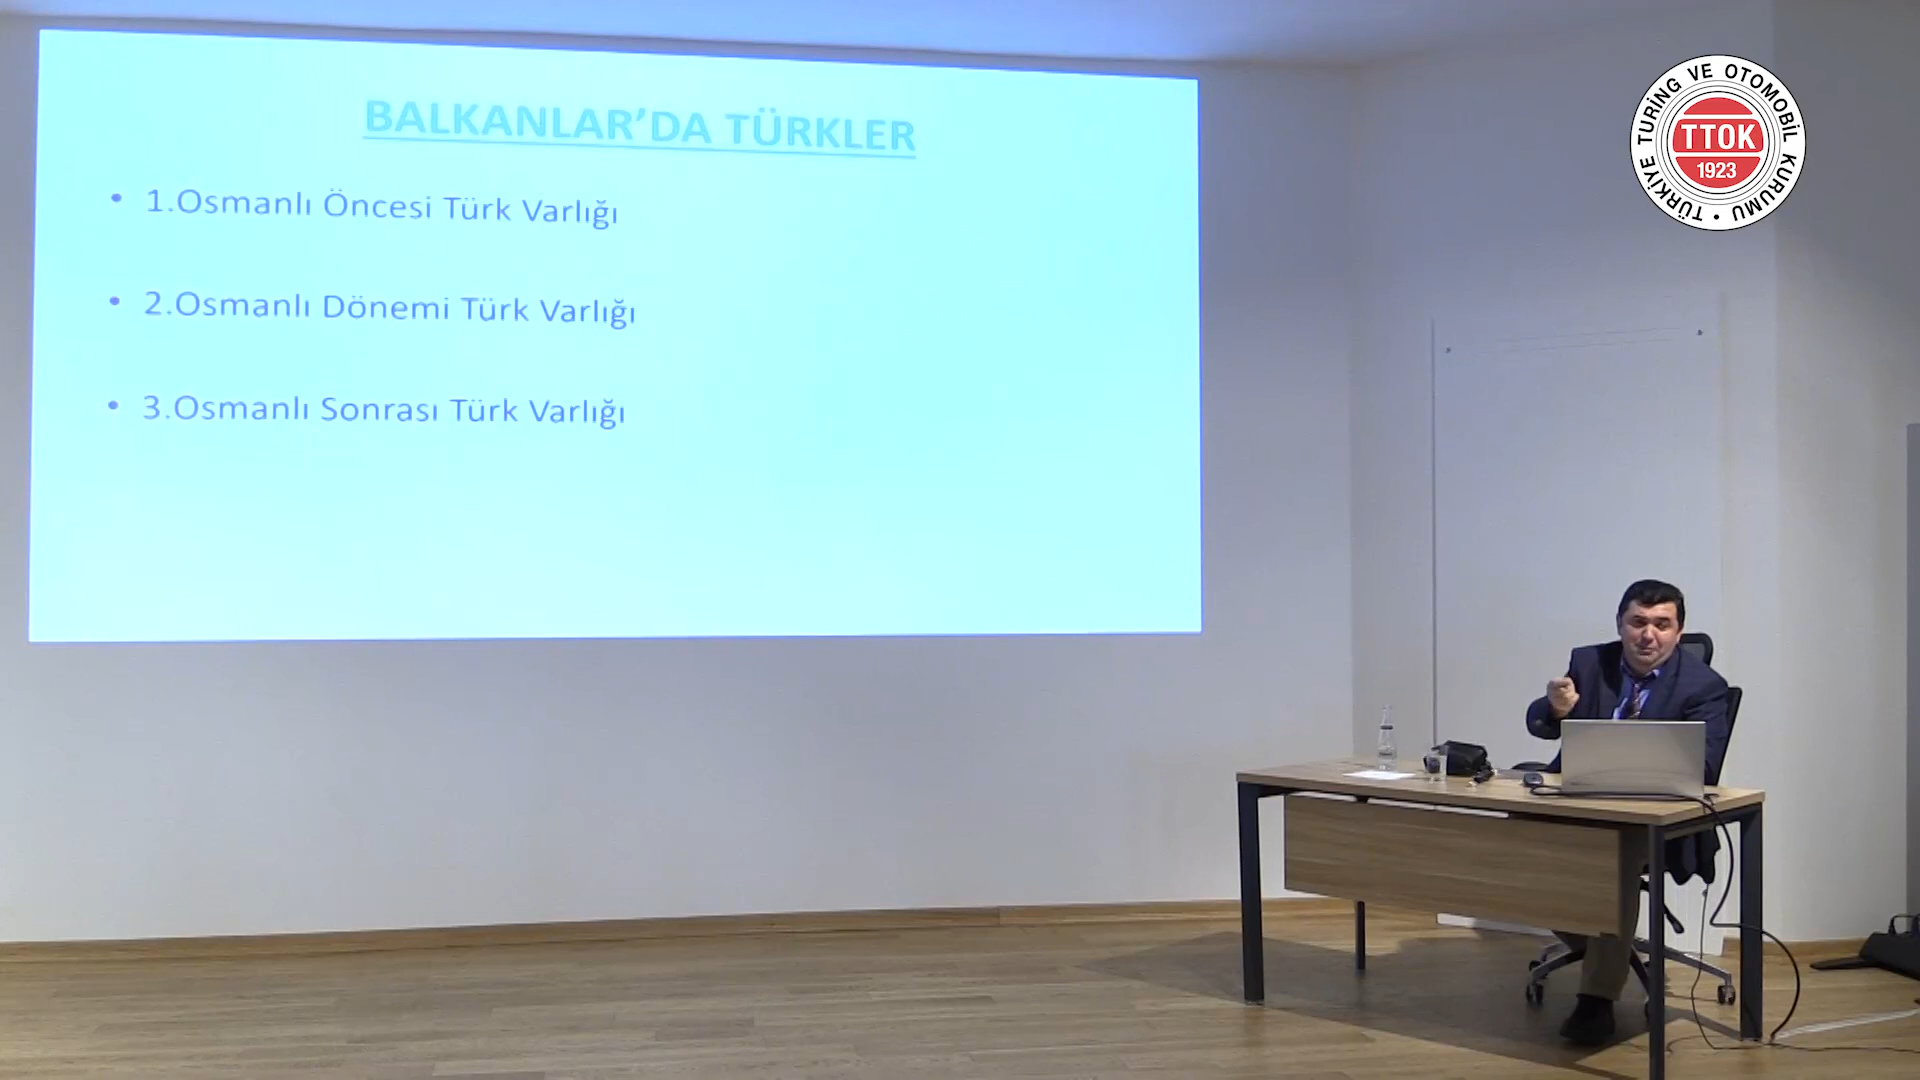 BALKANLAR’DA TÜRKLER
• 1.Osmanlı Öncesi Türk Varlığı
• 2.Osmanlı Dönemi Türk Varlığı
• 3.Osmanlı Sonrası Türk Varlığı
TÜRKİYE TURİNG VE OTOMOBİL KURUMU •
TTOK
1923